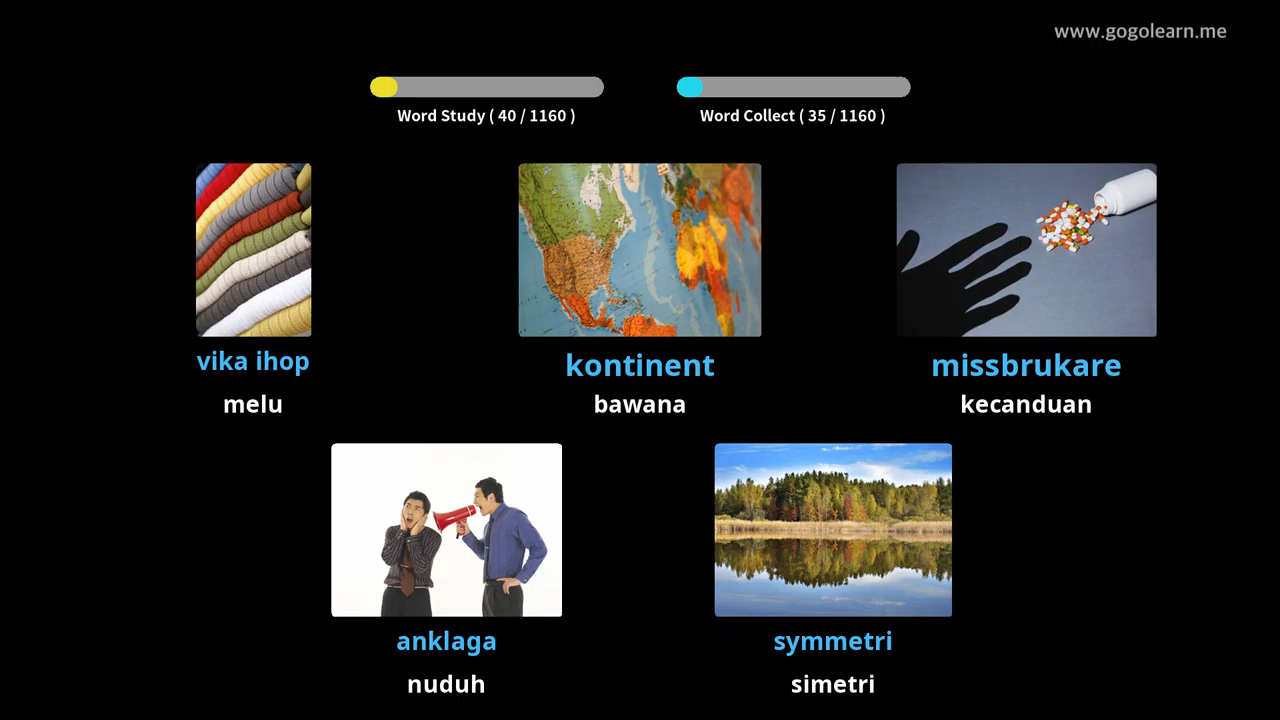 www.gogolearn.me
Word Study ( 40 / 1160 )
Word Collect ( 35 / 1160 )
vika ihop
kontinent
missbrukare
melu
bawana
kecanduan
anklaga
symmetri
nuduh
simetri